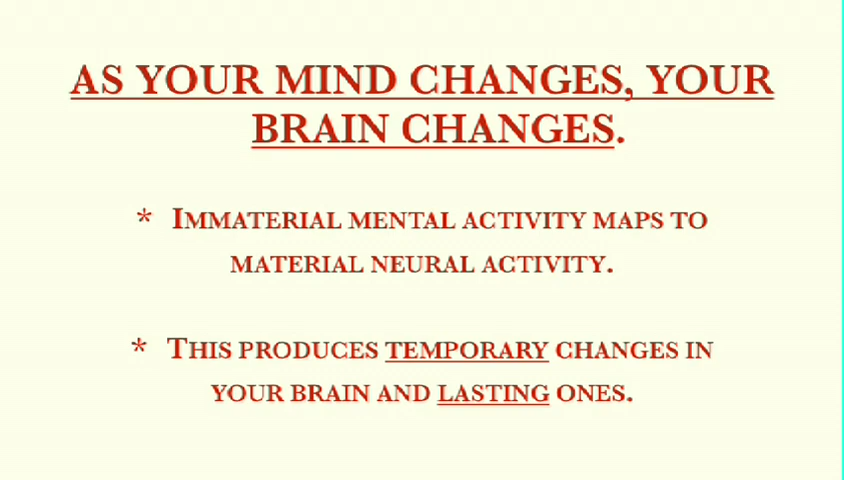 AS YOUR MIND CHANGES, YOUR
BRAIN CHANGES.
* IMMATERIAL MENTAL ACTIVITY MAPS TO
MATERIAL NEURAL ACTIVITY.
* THIS PRODUCES TEMPORARY CHANGES IN
YOUR BRAIN AND LASTING ONES.